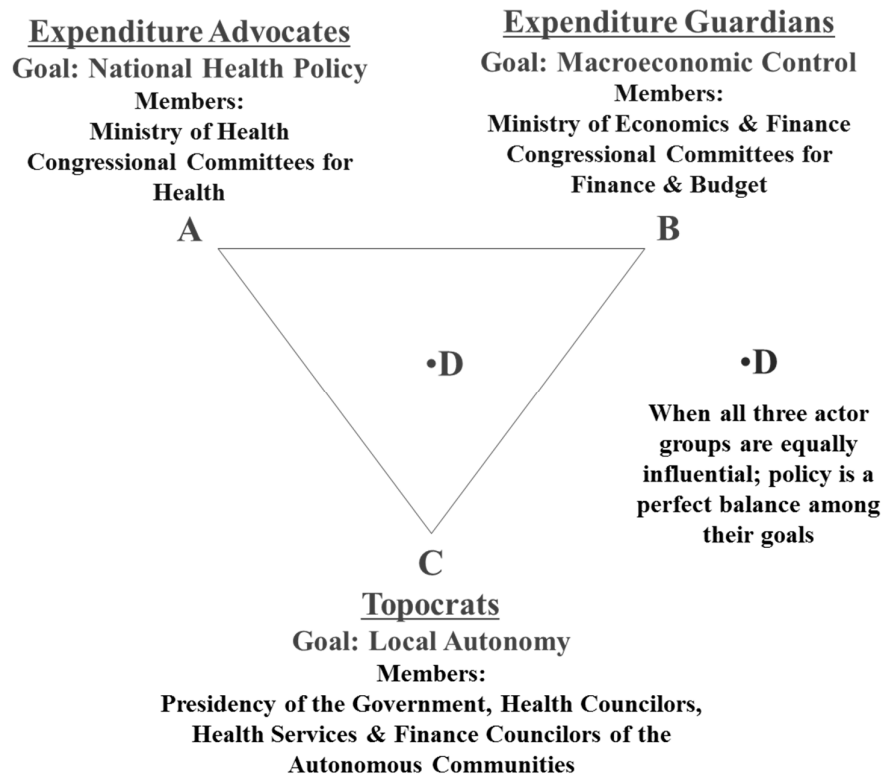 Expenditure Advocates
Goal: National Health Policy
Members:
Ministry of Health
Congressional Committees for
Health
Expenditure Guardians
Goal: Macroeconomic Control
Members:
Ministry of Economics & Finance
Congressional Committees for
Finance & Budget
A
B
•D
•D
When all three actor
groups are equally
influential; policy is a
perfect balance among
their goals
C
Topocrats
Goal: Local Autonomy
Members:
Presidency of the Government, Health Councilors,
Health Services & Finance Councilors of the
Autonomous Communities